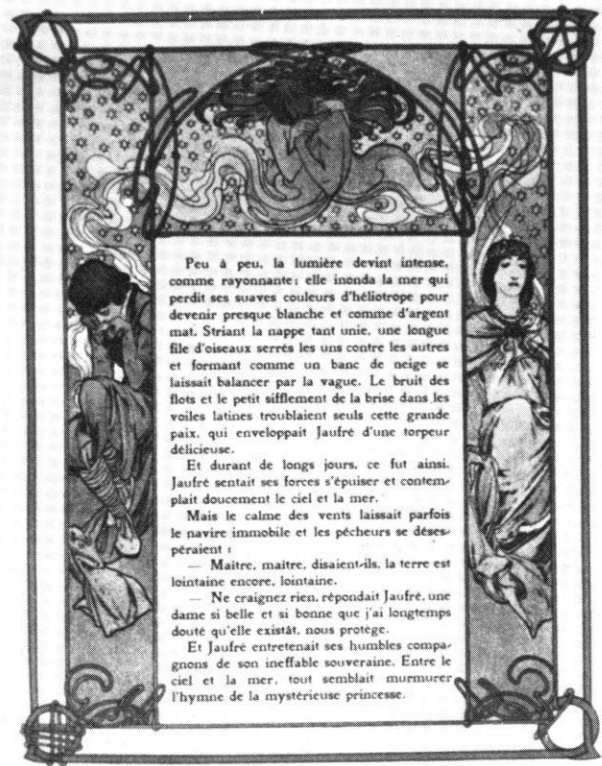 Peu à peu, la lumière devint intense,
comme rayonnante; elle inonda la mer qui
perdit ses suaves couleurs d'héliotrope pour
devenir presque blanche et comme d'argent
mat. Striant la nappe tant unie, une longue
file d'oiseaux serrés les uns contre les autres
et formant comme un banc de neige se
laissait balancer par la vague. Le bruit des
flots et le petit sifflement de la brise dans les
voiles latines troublaient seuls cette grande
paix, qui enveloppait Jaufré d'une torpeur
délicieuse.
Et durant de longs jours, ce fut ainsi.
Jaufré sentait ses forces s'épuiser et contem-
plait doucement le ciel et la mer.
Mais le calme des vents laissait parfois
le navire immobile et les pécheurs se déses-
péraient :
— Maître, maître, disaient-ils, la terre est
lointaine encore, lointaine.
— Ne craignez rien, répondait Jaufré, une
dame si belle et si bonne que j'ai longtemps
douté qu'elle existât, nous protège.
Et Jaufré entretenait ses humbles compa-
gnons de son ineffable souveraine. Entre le
ciel et la mer, tout semblait murmurer
l'hymne de la mystérieuse princesse.